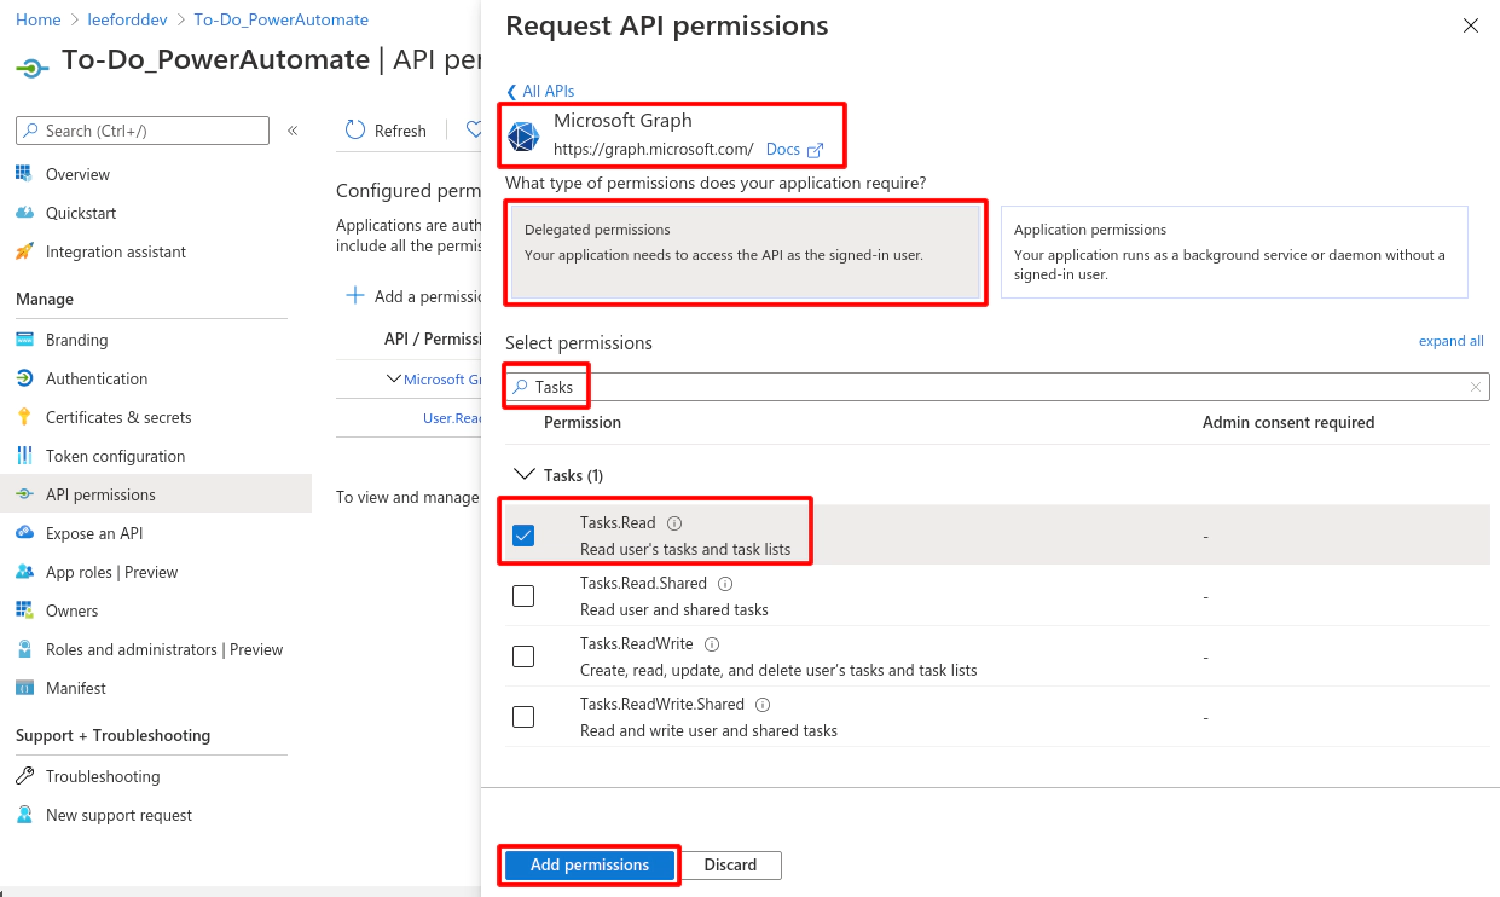 Home > leeforddev > To-Do_PowerAutomate
To-Do_PowerAutomate | API per
Search (Ctrl+/)
«
Overview
Quickstart
Integration assistant
Manage
Branding
Authentication
Certificates & secrets
Token configuration
API permissions
Expose an API
App roles | Preview
Owners
Roles and administrators | Preview
Manifest
Support + Troubleshooting
Troubleshooting
New support request
Refresh
Configured perm
Applications are auth
include all the permis
Add a permissio
API / Permissi
Microsoft Gr
User.Read
To view and manage
Request API permissions
All APIs
Microsoft Graph
https://graph.microsoft.com/ Docs
What type of permissions does your application require?
Delegated permissions
Your application needs to access the API as the signed-in user.
Application permissions
Your application runs as a background service or daemon without a
signed-in user.
Select permissions
expand all
Tasks
Permission Admin consent required
Tasks (1)
Tasks.Read
Read user's tasks and task lists
-
Tasks.Read.Shared
Read user and shared tasks
-
Tasks.ReadWrite
Create, read, update, and delete user's tasks and task lists
-
Tasks.ReadWrite.Shared
Read and write user and shared tasks
-
Add permissions Discard